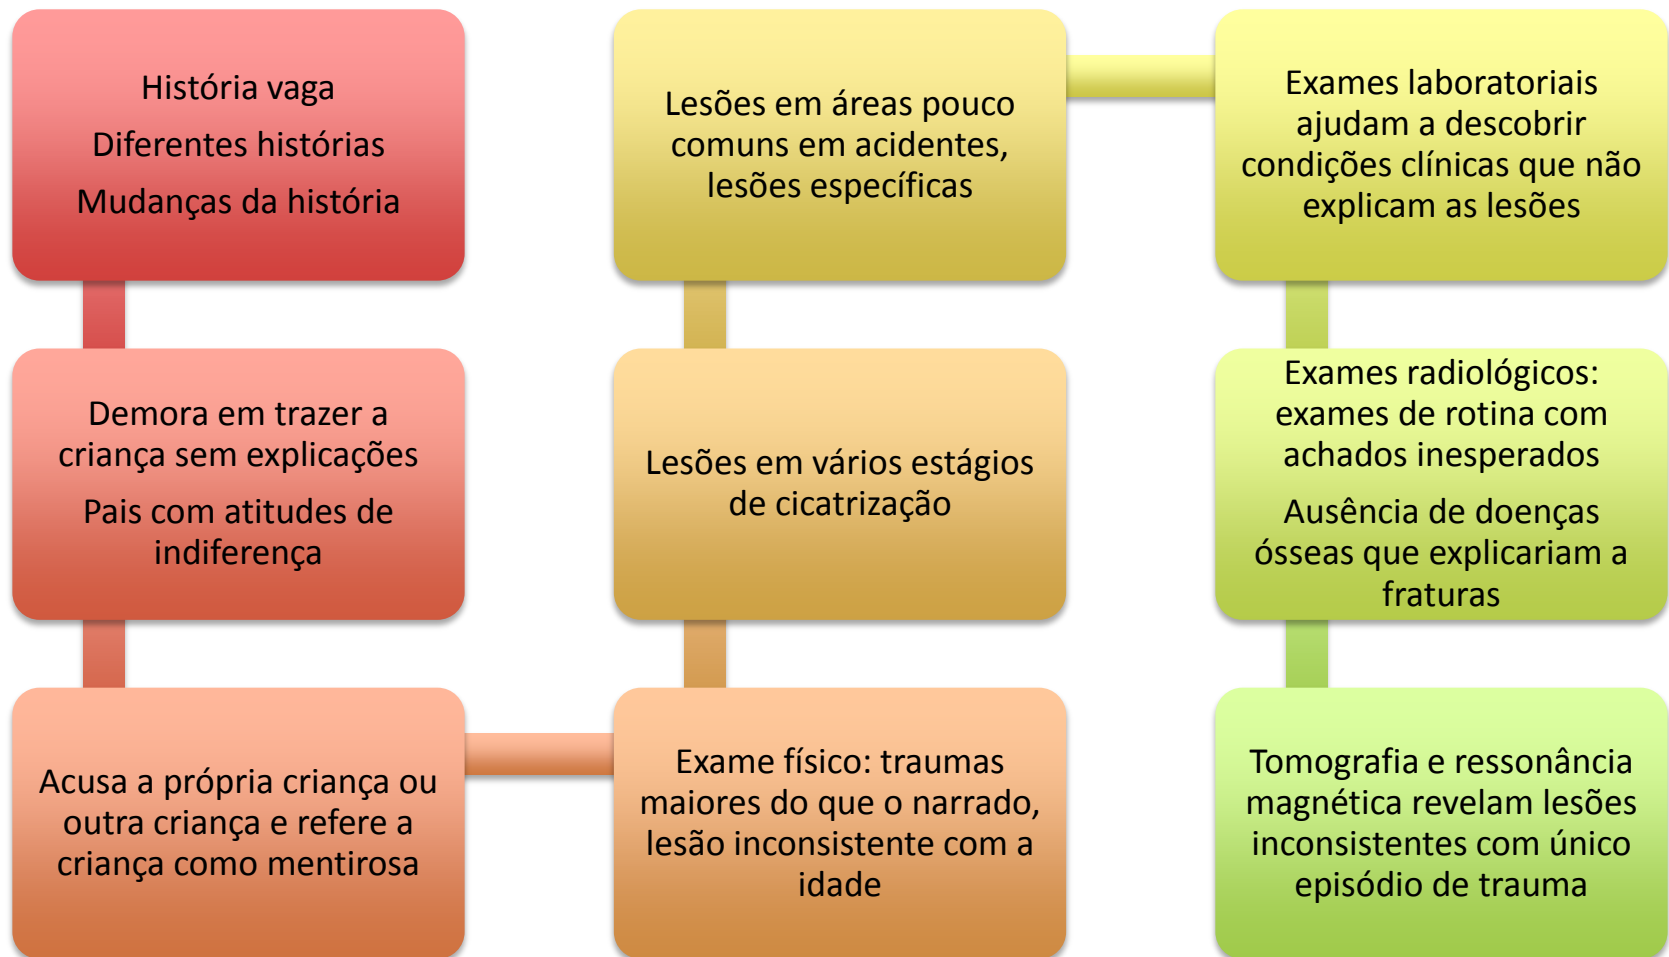 História vaga
Diferentes histórias
Mudanças da história
Demora em trazer a
criança sem explicações
Pais com atitudes de
indiferença
Acusa a própria criança ou
outra criança e refere a
criança como mentirosa
Exame físico: traumas
maiores do que o narrado,
lesão inconsistente com a
idade
Lesões em vários estágios
de cicatrização
Lesões em áreas pouco
comuns em acidentes,
lesões específicas
Exames laboratoriais
ajudam a descobrir
condições clínicas que não
explicam as lesões
Exames radiológicos:
exames de rotina com
achados inesperados
Ausência de doenças
ósseas que explicariam a
fraturas
Tomografia e ressonância
magnética revelam lesões
inconsistentes com único
episódio de trauma